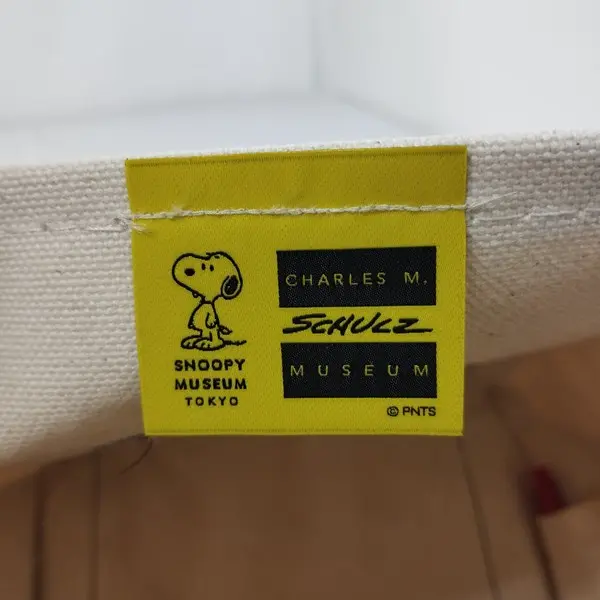 SNOOPY
MUSEUM
TOKYO
CHARLES M.
SCHULZ
MUSEUM
© PNTS